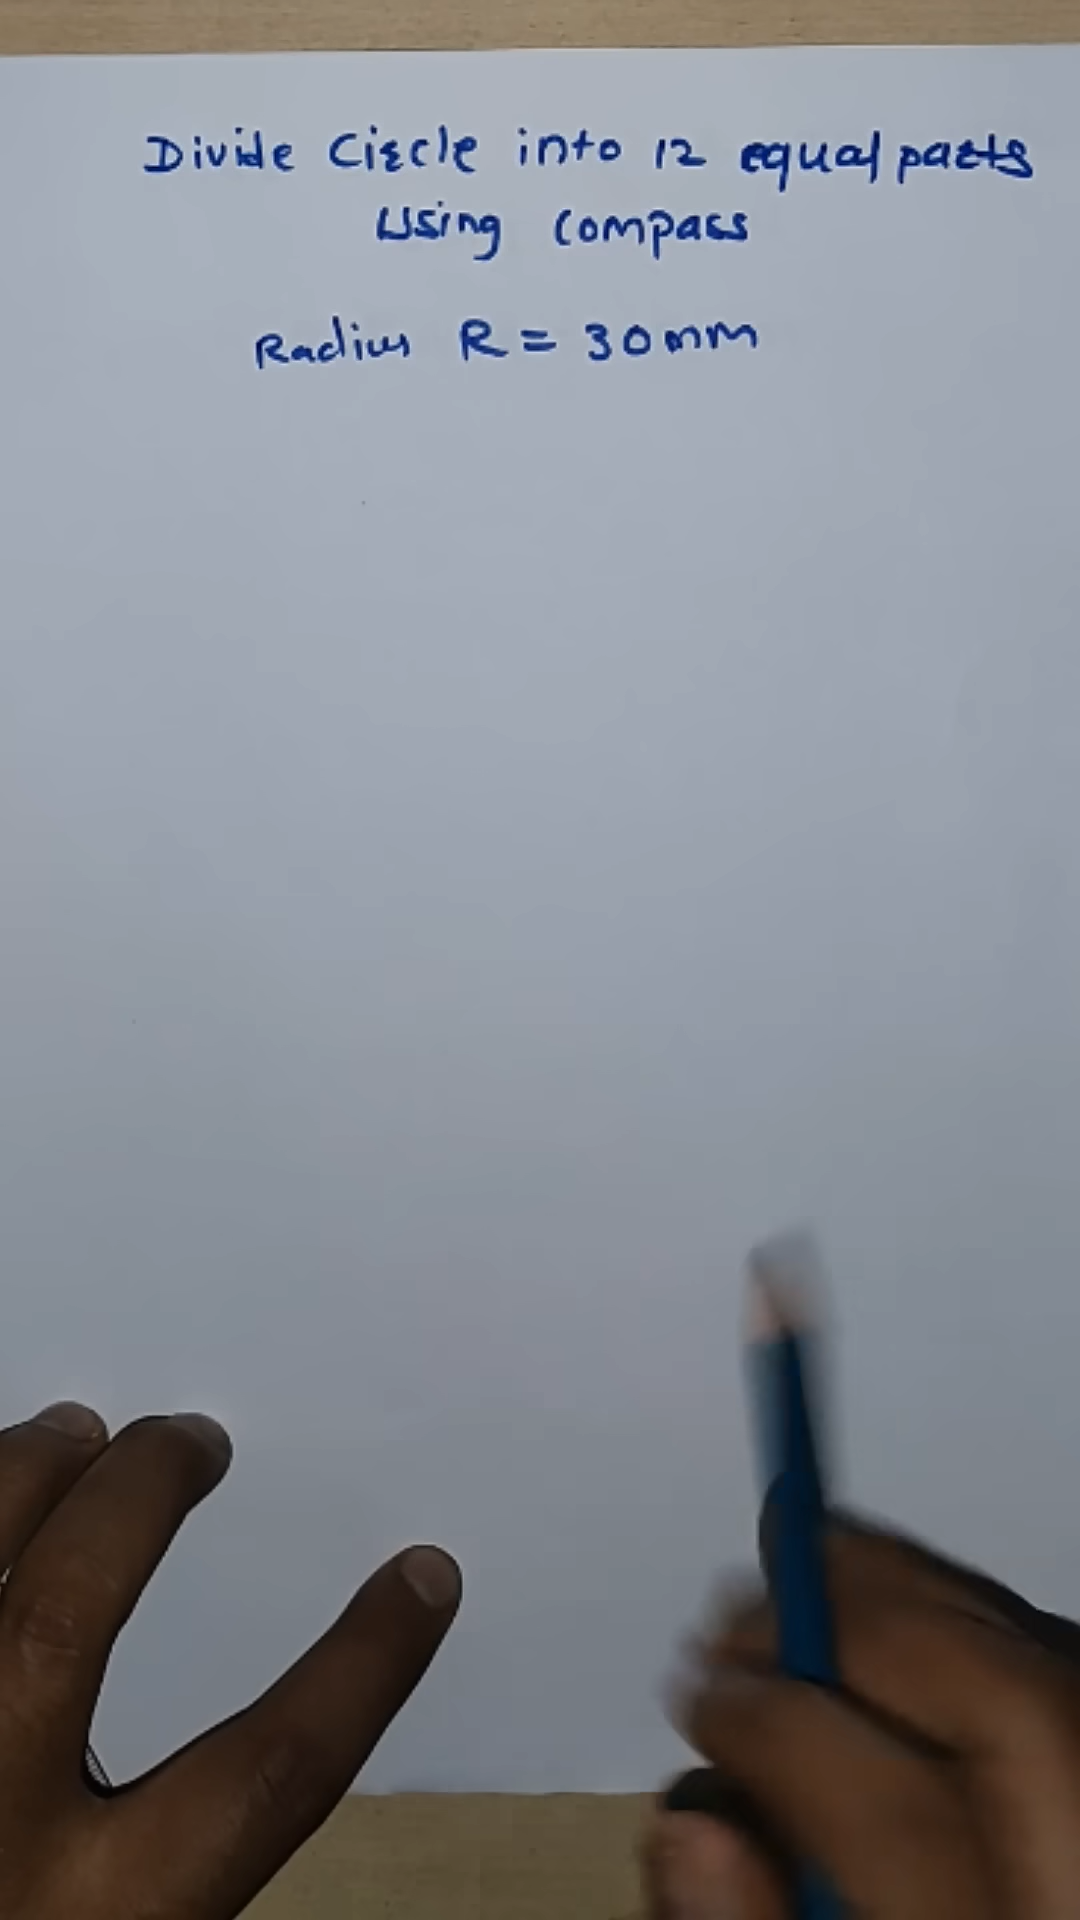 Divide Circle into 12 equal parts
Using Compass
Radius R = 30mm